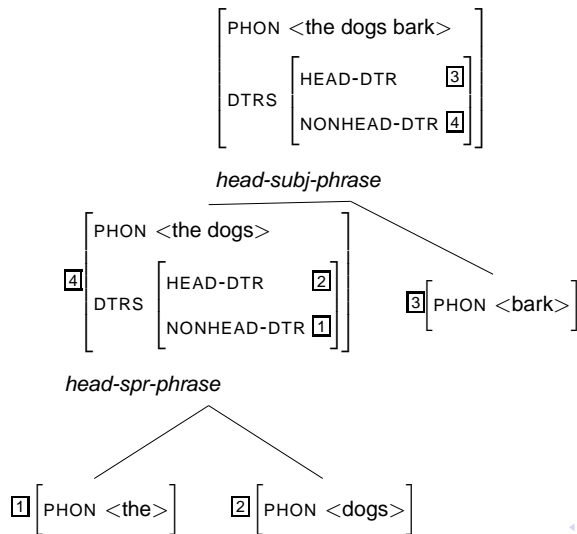 PHON <the dogs bark>
HEAD-DTR 3
DTRS
NONHEAD-DTR 4
head-subj-phrase
PHON <the dogs>
4
HEAD-DTR 2
DTRS
NONHEAD-DTR 1
3 PHON <bark>
head-spr-phrase
1 PHON <the> 2 PHON <dogs>